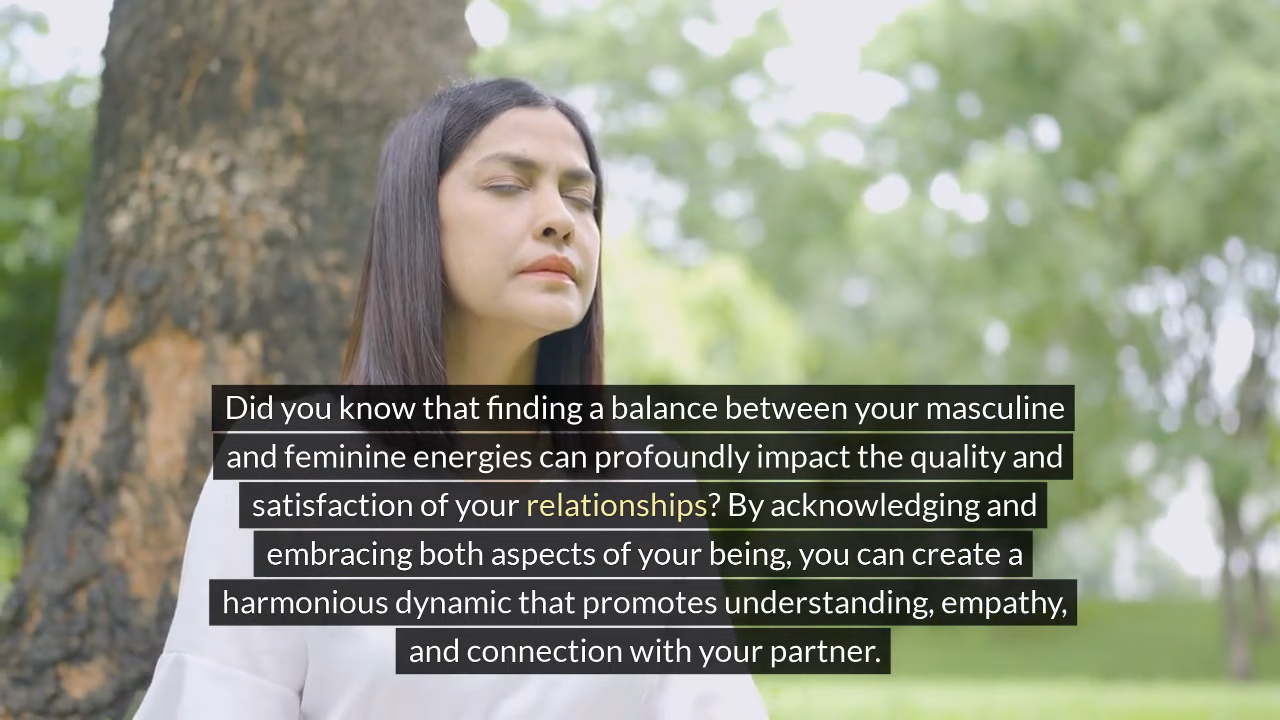 Did you know that finding a balance between your masculine
and feminine energies can profoundly impact the quality and
satisfaction of your relationships? By acknowledging and
embracing both aspects of your being, you can create a
harmonious dynamic that promotes understanding, empathy,
and connection with your partner.